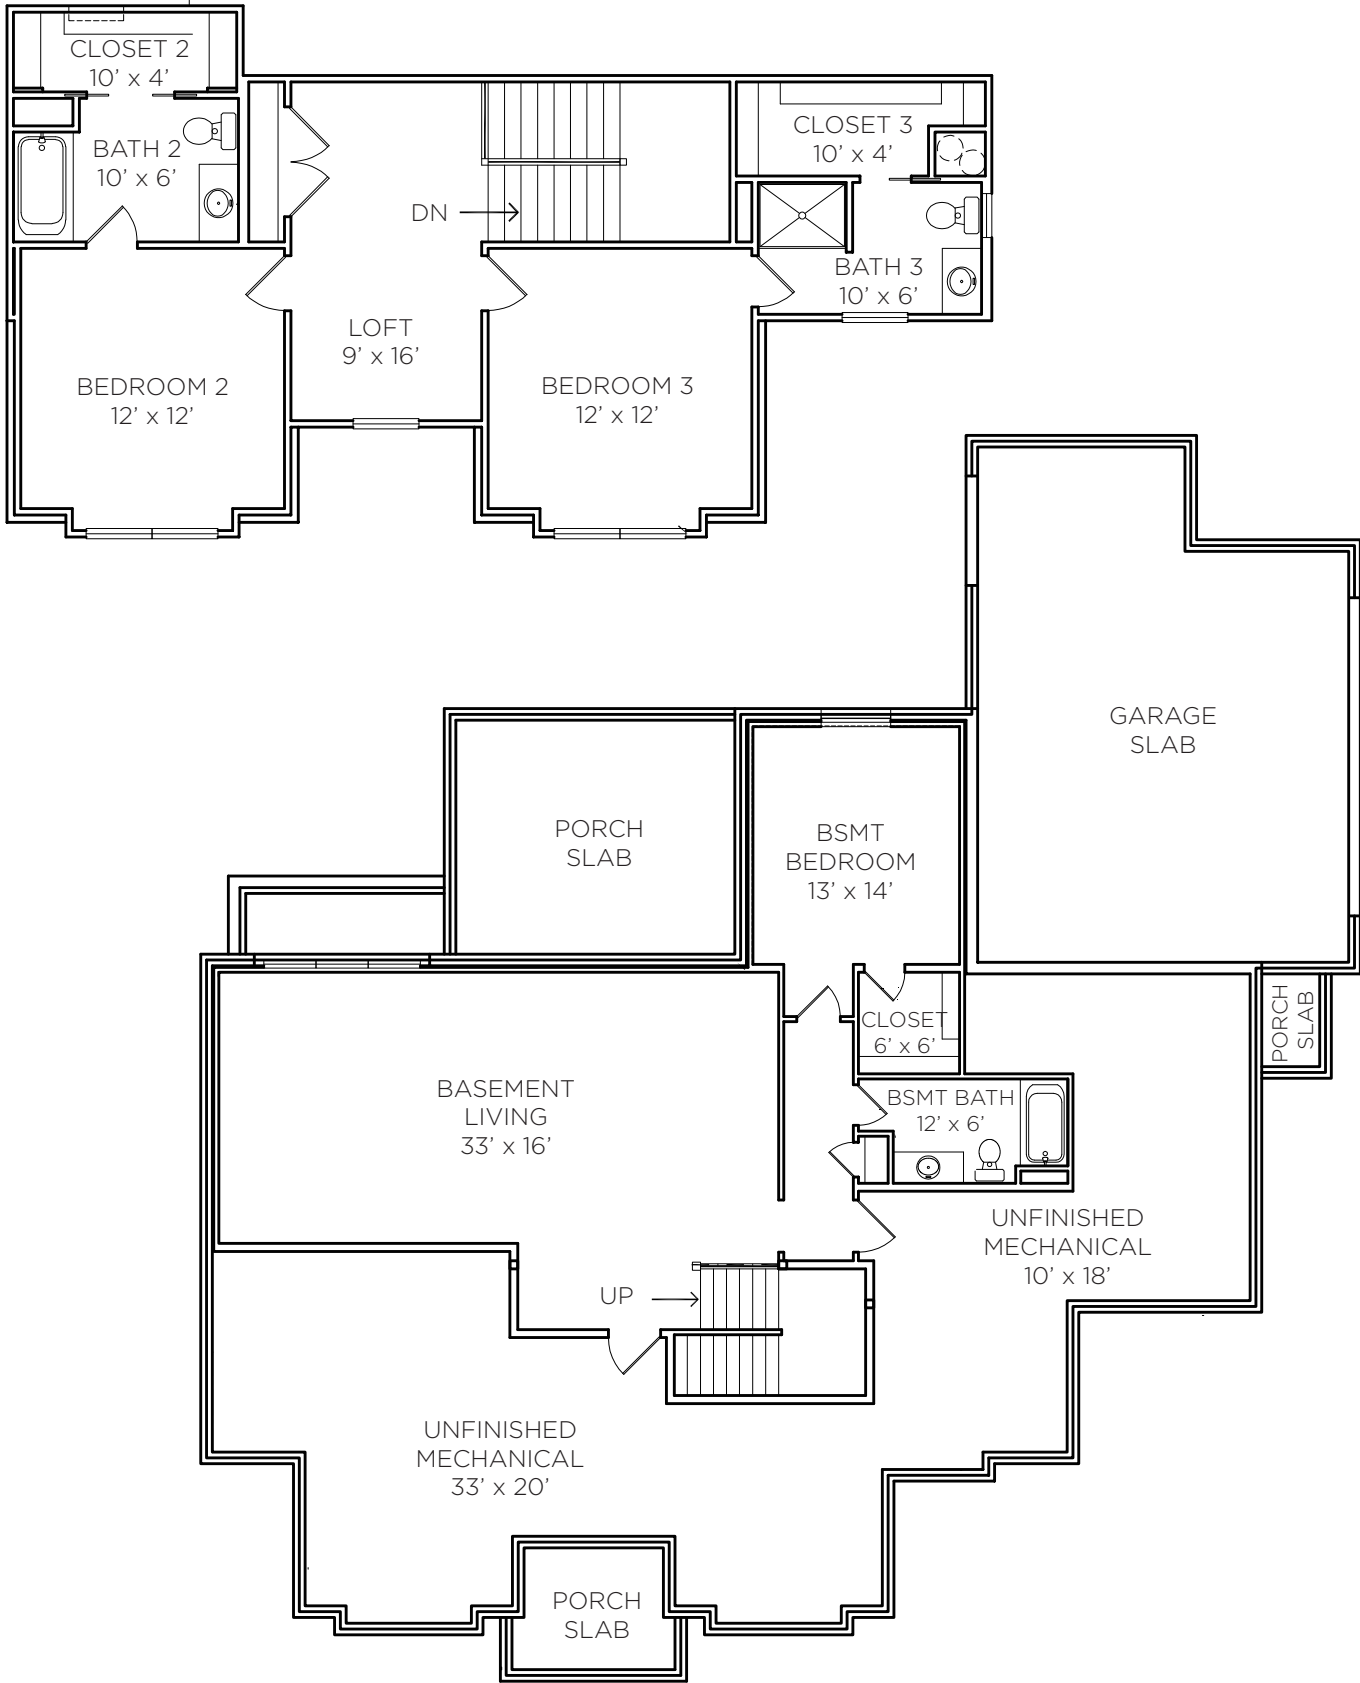 CLOSET 2
10’ x 4’
BATH 2
10’ x 6’
CLOSET 3
10’ x 4’
DN
BATH 3
10’ x 6’
LOFT
9’ x 16’
BEDROOM 2
12’ x 12’
BEDROOM 3
12’ x 12’
GARAGE
SLAB
PORCH
SLAB
BSMT
BEDROOM
13’ x 14’
PORCH
SLAB
CLOSET
6’ x 6’
BASEMENT
LIVING
33’ x 16’
BSMT BATH
12’ x 6’
UNFINISHED
MECHANICAL
10’ x 18’
UP
UNFINISHED
MECHANICAL
33’ x 20’
PORCH
SLAB